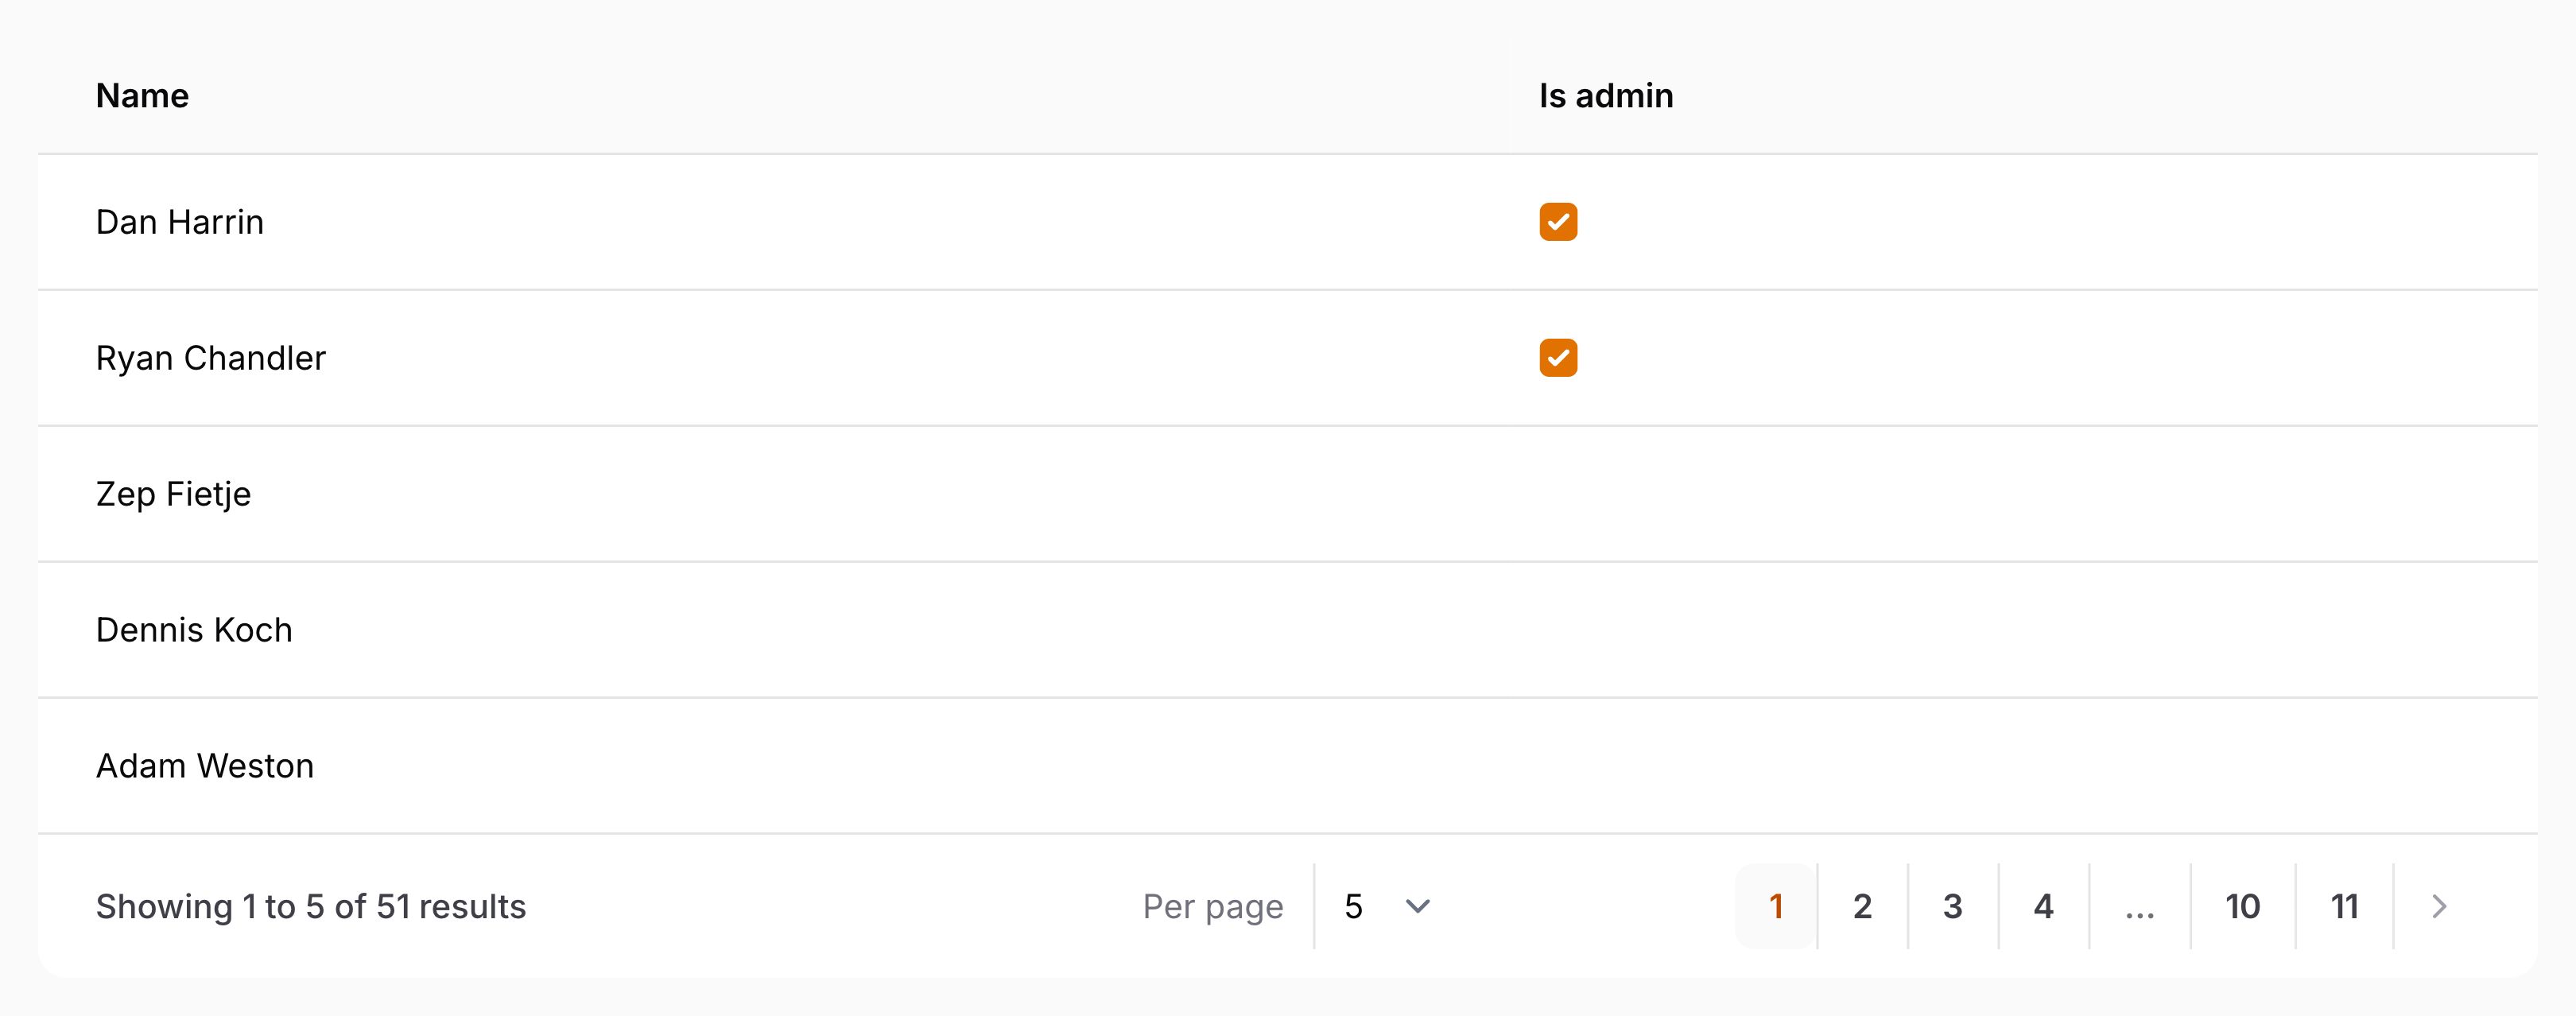 Name Is admin
Dan Harrin
Ryan Chandler
Zep Fietje
Dennis Koch
Adam Weston
Showing 1 to 5 of 51 results Per page 5 1 2 3 4 ... 10 11